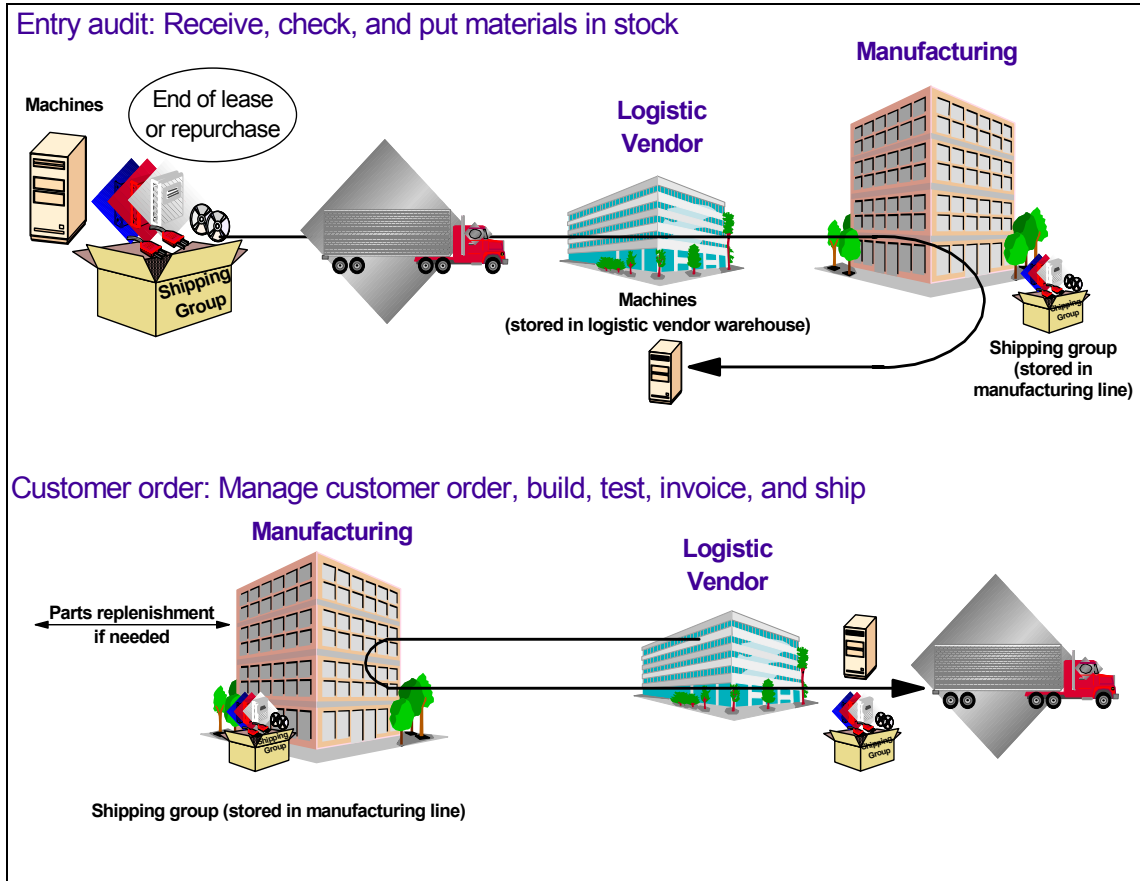 Entry audit: Receive, check, and put materials in stock
Manufacturing
Machines
End of lease
or repurchase
Logistic
Vendor
Shipping
Group
Machines
(stored in logistic vendor warehouse)
Shipping
Group
Shipping group
(stored in
manufacturing line)
Customer order: Manage customer order, build, test, invoice, and ship
Manufacturing
Logistic
Vendor
Parts replenishment
if needed
Shipping
Group
Shipping
Group
Shipping group (stored in manufacturing line)